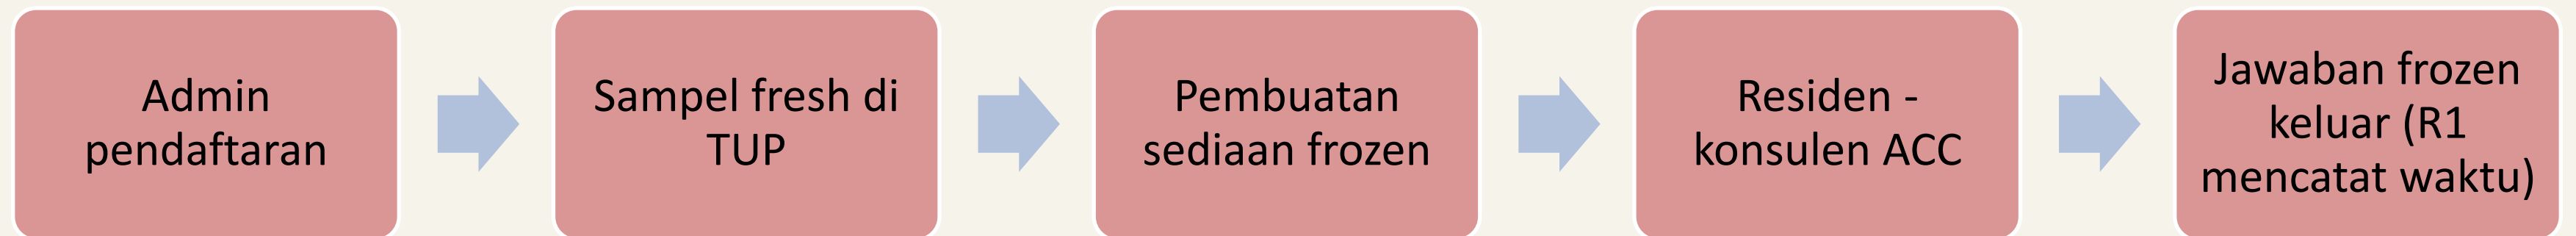 Admin
pendaftaran
Sampel fresh di
TUP
Pembuatan
sediaan frozen
Residen -
konsulen ACC
Jawaban frozen
keluar (R1
mencatat waktu)